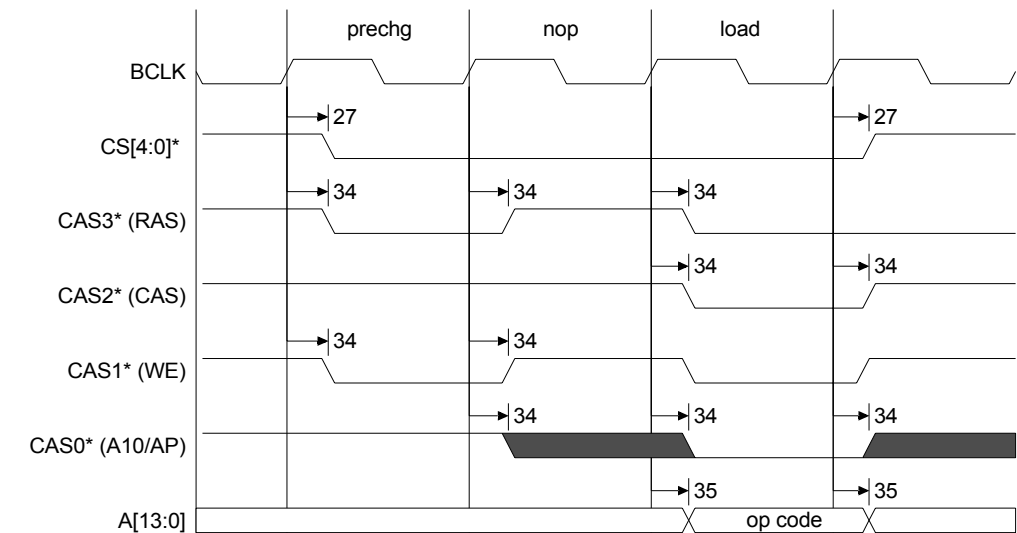 prechg nop load
BCLK
27 27
CS[4:0]*
34 34 34
CAS3* (RAS)
34 34
CAS2* (CAS)
34 34
CAS1* (WE)
34 34 34
CAS0* (A10/AP)
35 35
A[13:0] op code